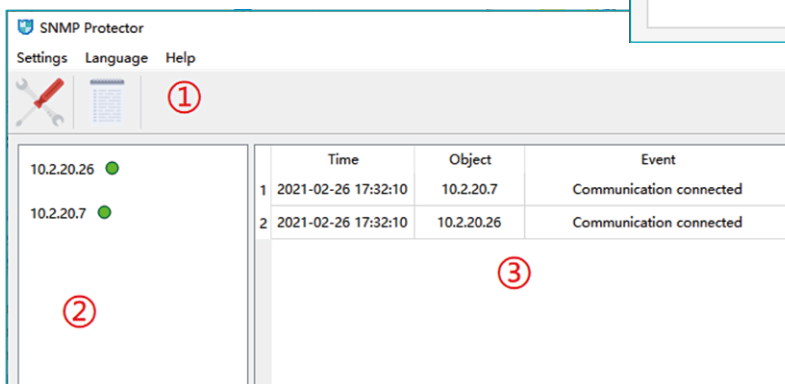 SNMP Protector
Settings Language Help
①
10.2.20.26
10.2.20.7
②
Time Object Event
1 2021-02-26 17:32:10 10.2.20.7 Communication connected
2 2021-02-26 17:32:10 10.2.20.26 Communication connected
③